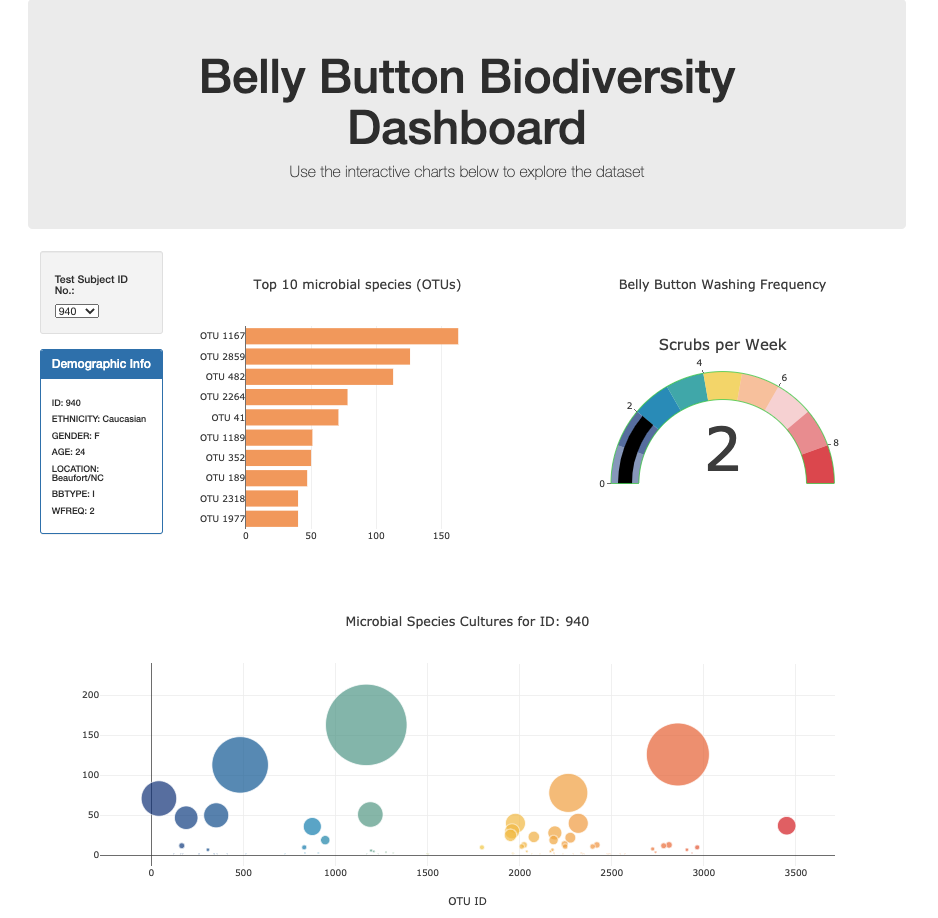 Belly Button Biodiversity
Dashboard
Use the interactive charts below to explore the dataset
Test Subject ID
No.:
940
Demographic Info
ID: 940
ETHNICITY: Caucasian
GENDER: F
AGE: 24
LOCATION:
Beaufort/NC
BBTYPE: I
WFREQ: 2
Top 10 microbial species (OTUs)
OTU 1167
OTU 2859
OTU 482
OTU 2264
OTU 41
OTU 1189
OTU 352
OTU 189
OTU 2318
OTU 1977
0 50 100 150
Belly Button Washing Frequency
Scrubs per Week
0 2 4 6 8
2
Microbial Species Cultures for ID: 940
200
150
100
50
0
0 500 1000 1500 2000 2500 3000 3500
OTU ID